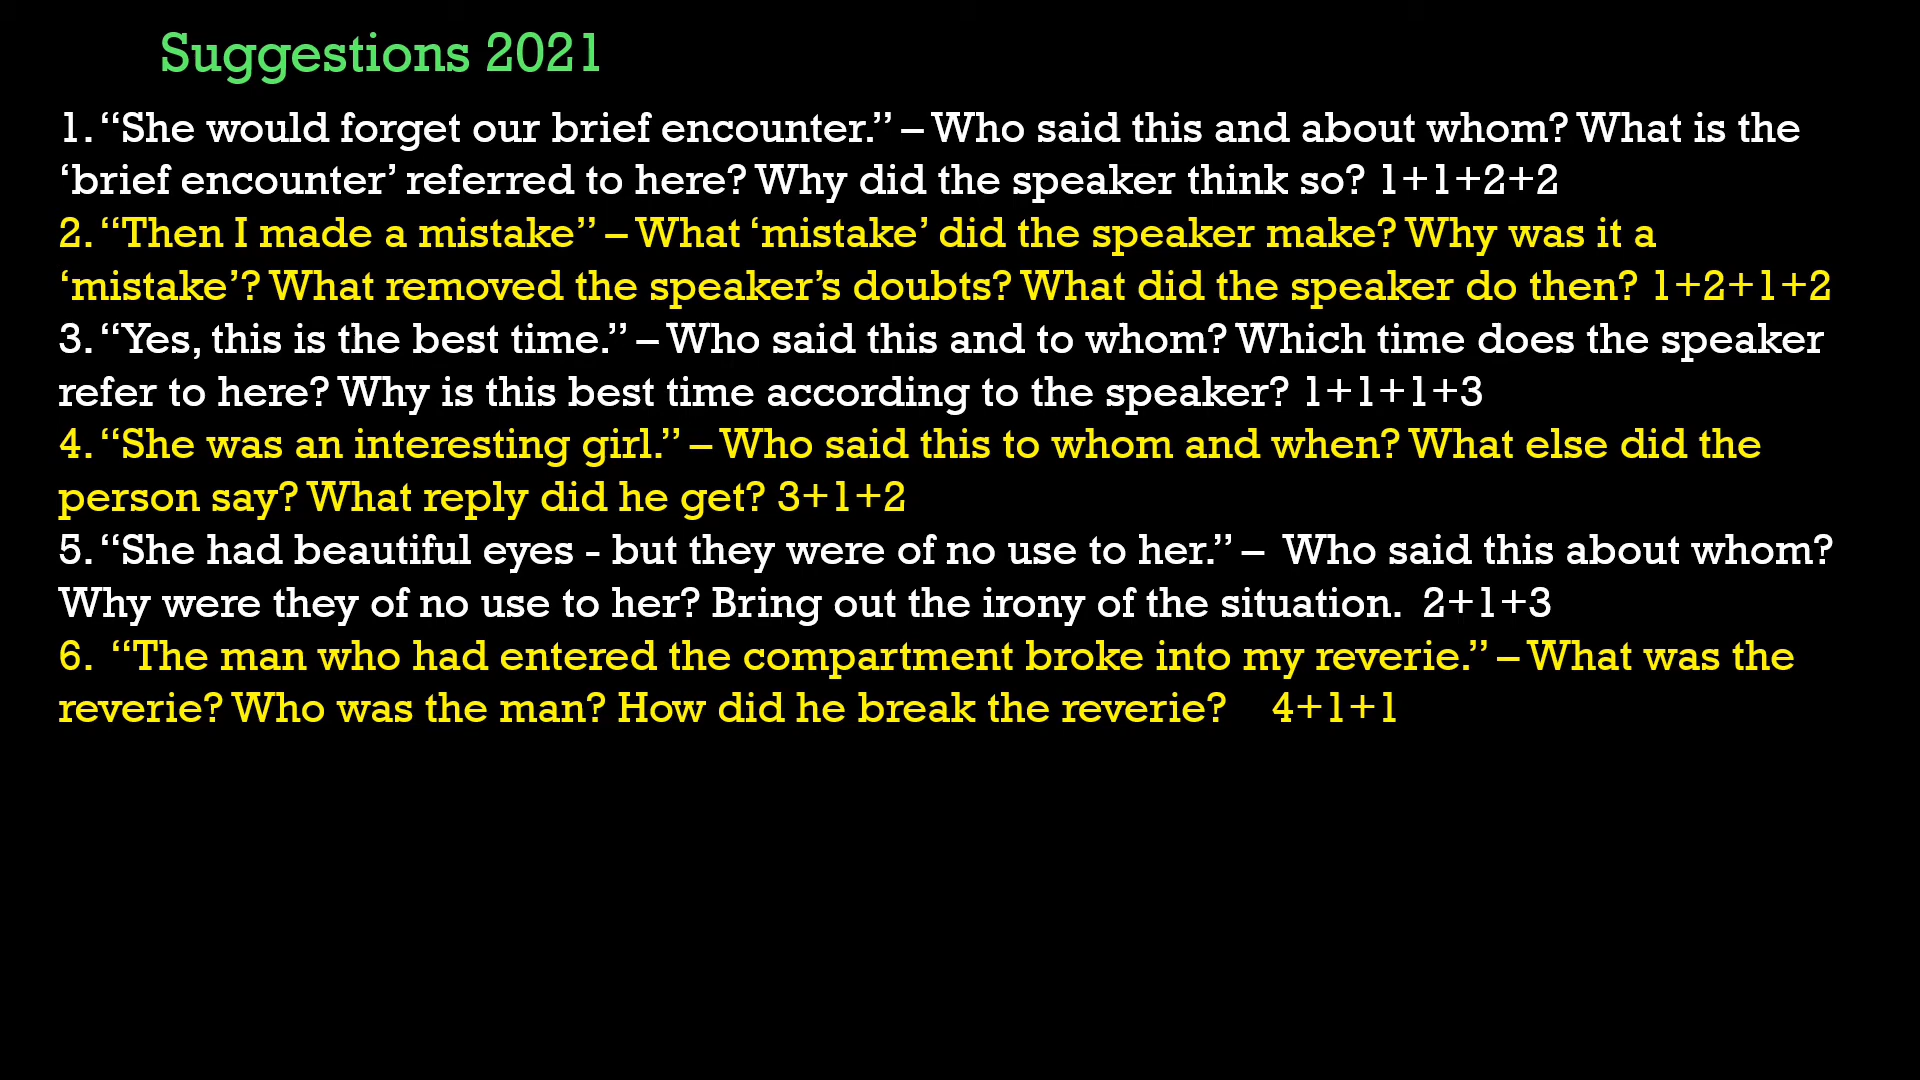 Suggestions 2021
1. “She would forget our brief encounter.” – Who said this and about whom? What is the
‘brief encounter’ referred to here? Why did the speaker think so? 1+1+2+2
2. “Then I made a mistake” – What ‘mistake’ did the speaker make? Why was it a
‘mistake’? What removed the speaker’s doubts? What did the speaker do then? 1+2+1+2
3. “Yes, this is the best time.” – Who said this and to whom? Which time does the speaker
refer to here? Why is this best time according to the speaker? 1+1+1+3
4. “She was an interesting girl.” – Who said this to whom and when? What else did the
person say? What reply did he get? 3+1+2
5. “She had beautiful eyes - but they were of no use to her.” – Who said this about whom?
Why were they of no use to her? Bring out the irony of the situation. 2+1+3
6. “The man who had entered the compartment broke into my reverie.” – What was the
reverie? Who was the man? How did he break the reverie? 4+1+1